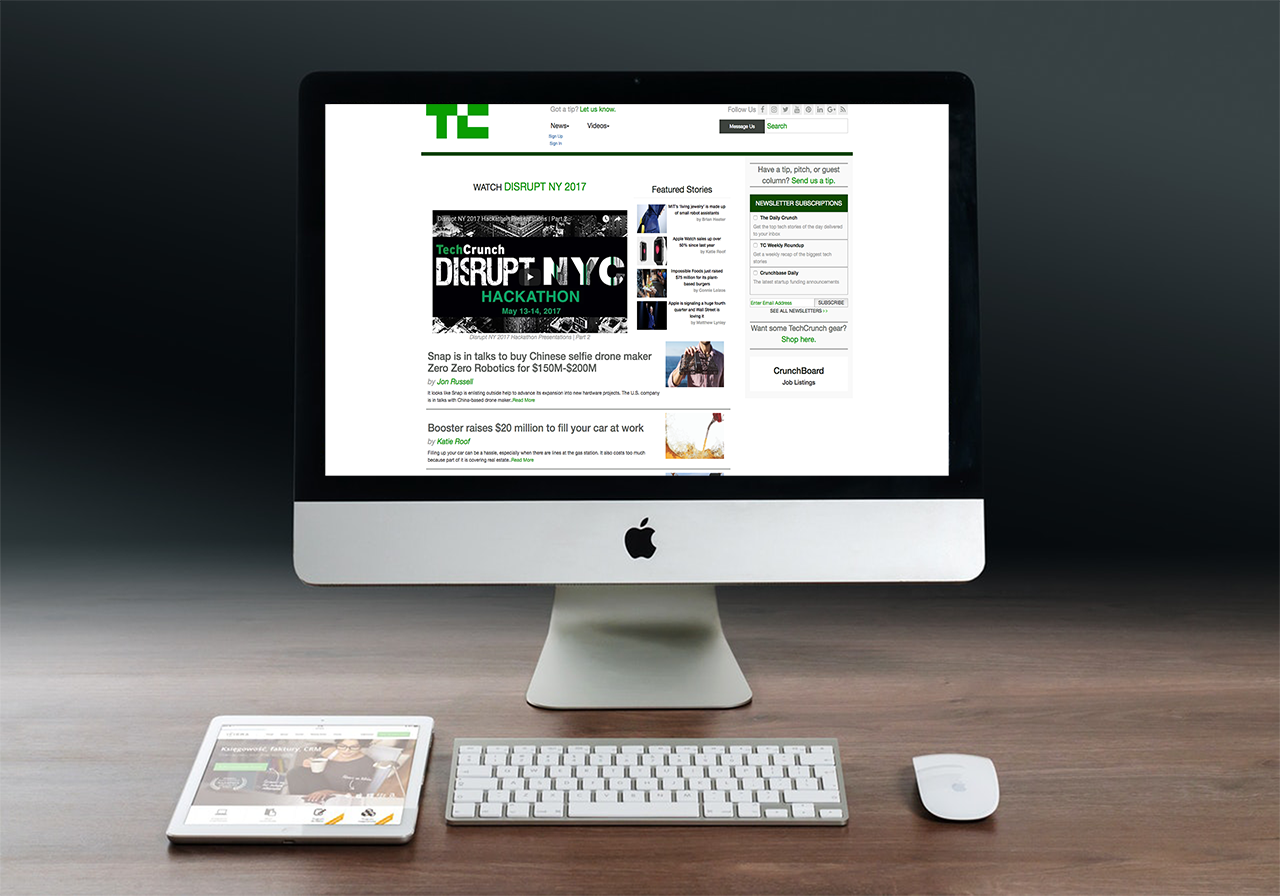 TC
Got a tip? Let us know.
Follow Us
News
Videos
Sign Up
Sign In
Message Us
Search
WATCH DISRUPT NY 2017
Disrupt NY 2017 Hackathon Presentations | Part 2
TechCrunch
DISRUPT NYC
HACKATHON
May 13-14, 2017
Disrupt NY 2017 Hackathon Presentations | Part 2
Featured Stories
MIT's 'living jewelry' is made up
of small robot assistants
by Brian Heater
Apple Watch sales up over
50% since last year
by Katie Roof
Impossible Foods just raised
$75 million for its plant-
based burgers
by Connie Loizos
Apple is signaling a huge fourth
quarter and Wall Street is
loving it
by Matthew Lynley
Snap is in talks to buy Chinese selfie drone maker
Zero Zero Robotics for $150M-$200M
by Jon Russell
It looks like Snap is enlisting outside help to advance its expansion into new hardware projects. The U.S. company
is in talks with China-based drone maker..Read More
Booster raises $20 million to fill your car at work
by Katie Roof
Filling up your car can be a hassle, especially when there are lines at the gas station. It also costs too much
because part of it is covering real estate..Read More
Have a tip, pitch, or guest
column? Send us a tip.
NEWSLETTER SUBSCRIPTIONS
The Daily Crunch
Get the top tech stories of the day delivered
to your inbox
TC Weekly Roundup
Get a weekly recap of the biggest tech
stories
Crunchbase Daily
The latest startup funding announcements
Enter Email Address
SUBSCRIBE
SEE ALL NEWSLETTERS >>
Want some TechCrunch gear?
Shop here.
CrunchBoard
Job Listings
Księgowość, faktury, CRM